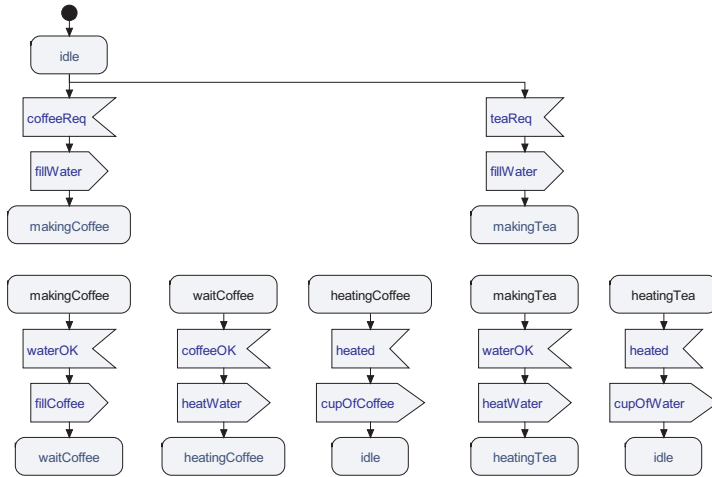 idle
coffeeReq
teaReq
fillWater
fillWater
makingCoffee
makingTea
makingCoffee
waitCoffee
heatingCoffee
makingTea
heatingTea
waterOK
coffeeOK
heated
waterOK
heated
fillCoffee
heatWater
cupOfCoffee
heatWater
cupOfWater
waitCoffee
heatingCoffee
idle
heatingTea
idle